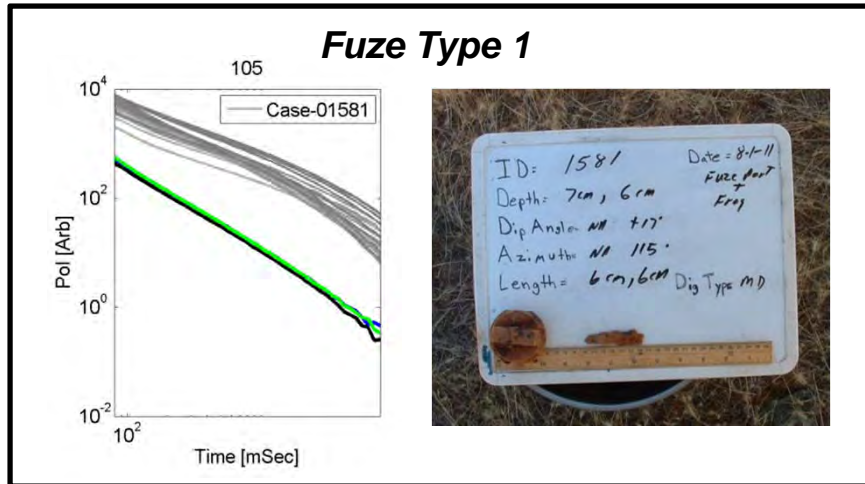 Fuze Type 1
105
Case-01581
10^4
10^2
10^0
10^-2
Pol [Arb]
10^2
Time [mSec]
ID: 1581
Date = 8-1-11
Fuze Part
+
Frag
Depth= 7cm, 6cm
Dip Angle= NA +17°
Azimuth= NA 115°
Length= 6cm, 6cm Dig Type MD